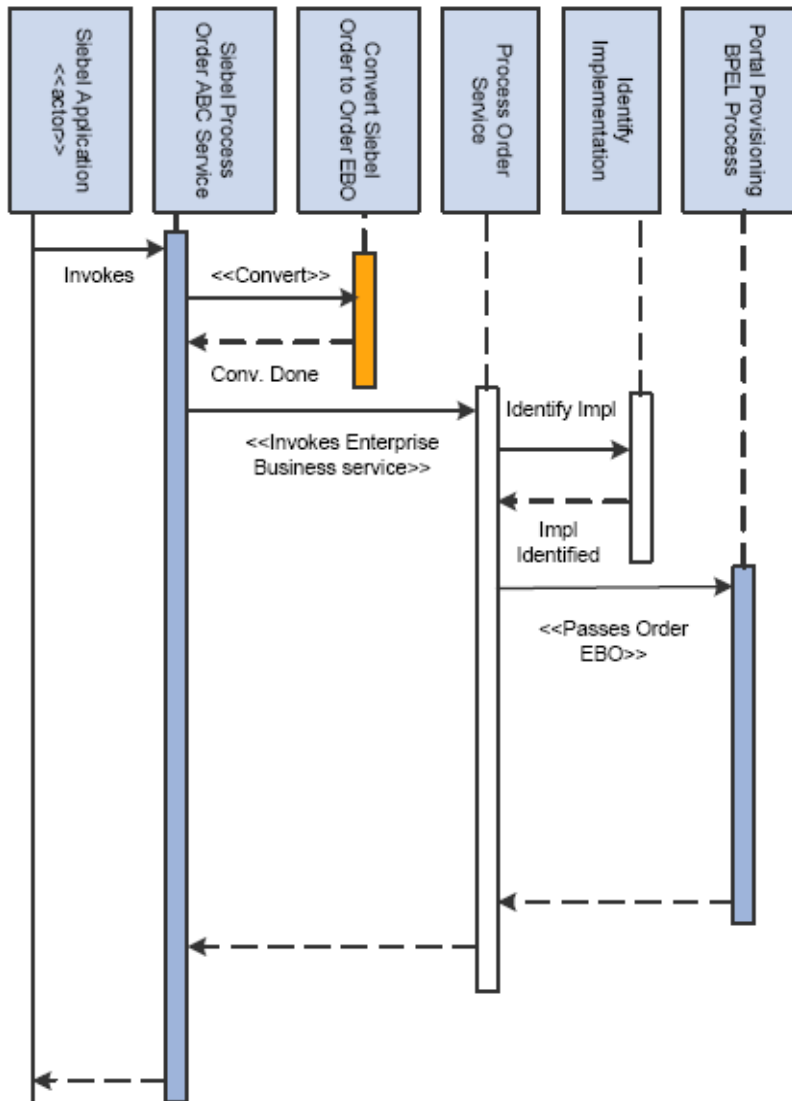 Siebel Application
<<actor>>
Siebel Process
Order ABC Service
Convert Siebel
Order to Order EBO
Process Order
Service
Identify
Implementation
Portal Provisioning
BPEL Process
Invokes
<<Convert>>
Conv. Done
<<Invokes Enterprise
Business service>>
Identify Impl
Impl
Identified
<<Passes Order
EBO>>